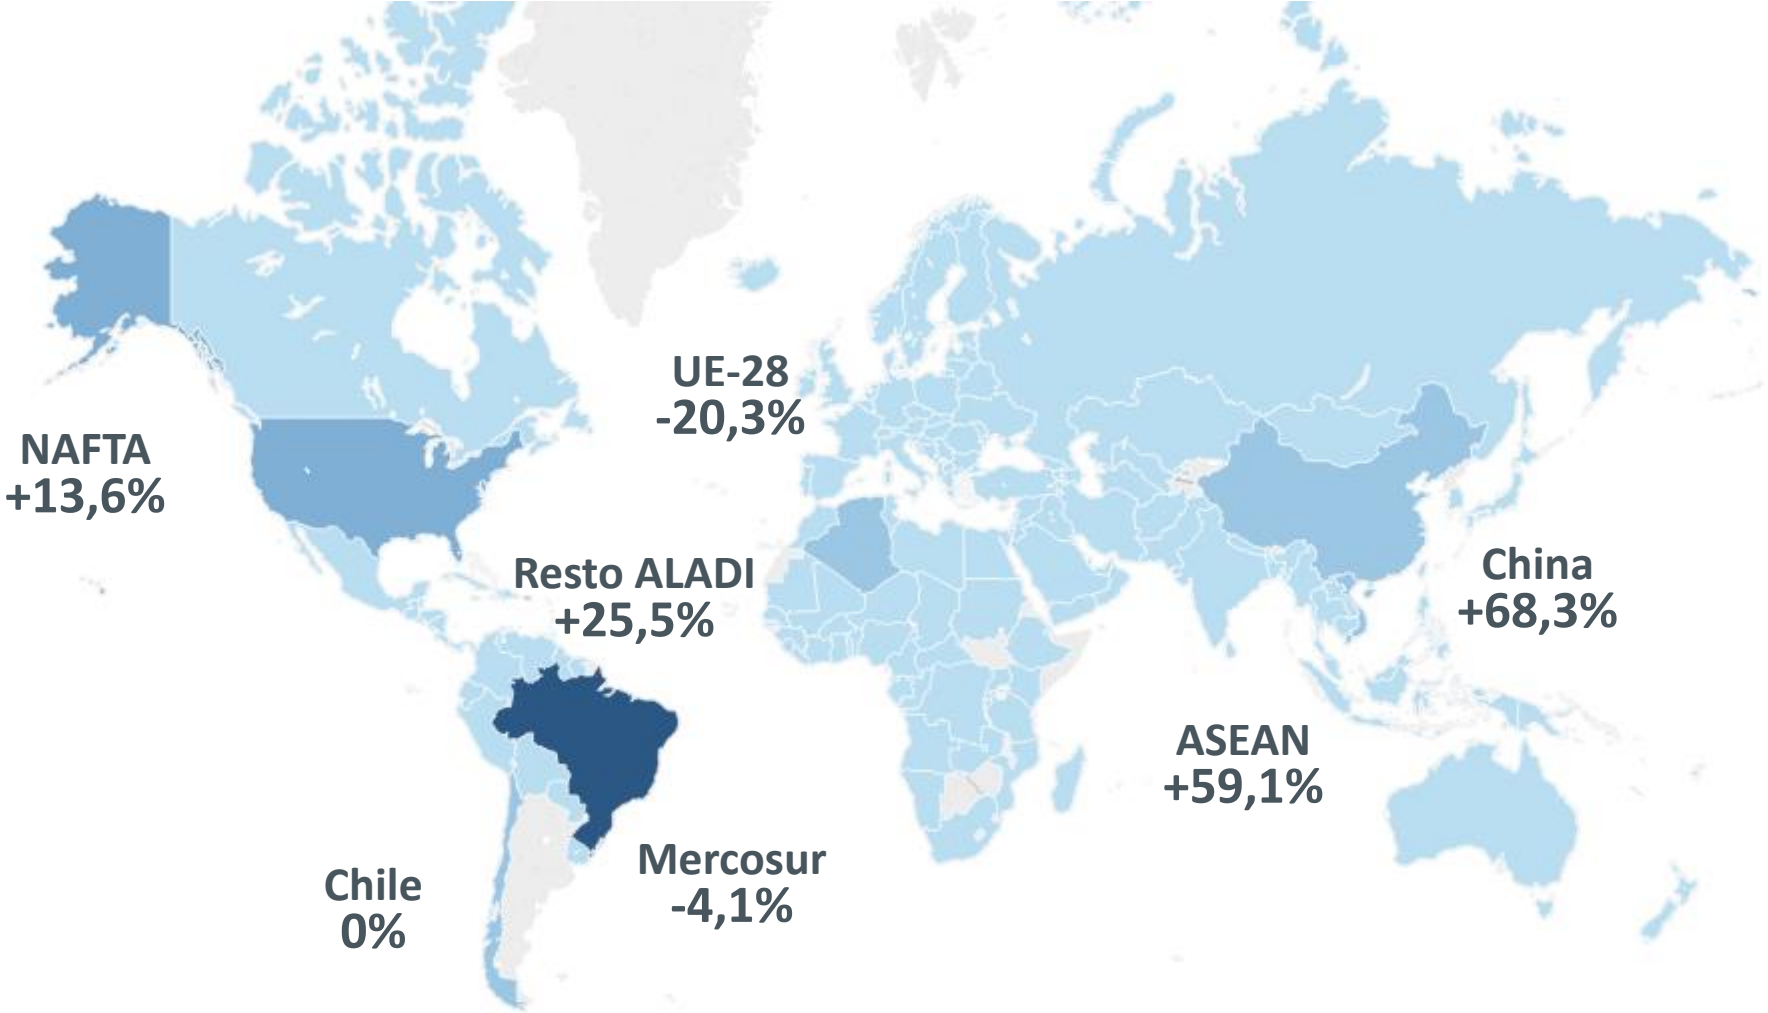 UE-28
-20,3%
NAFTA
+13,6%
Resto ALADI
+25,5%
China
+68,3%
ASEAN
+59,1%
Mercosur
-4,1%
Chile
0%